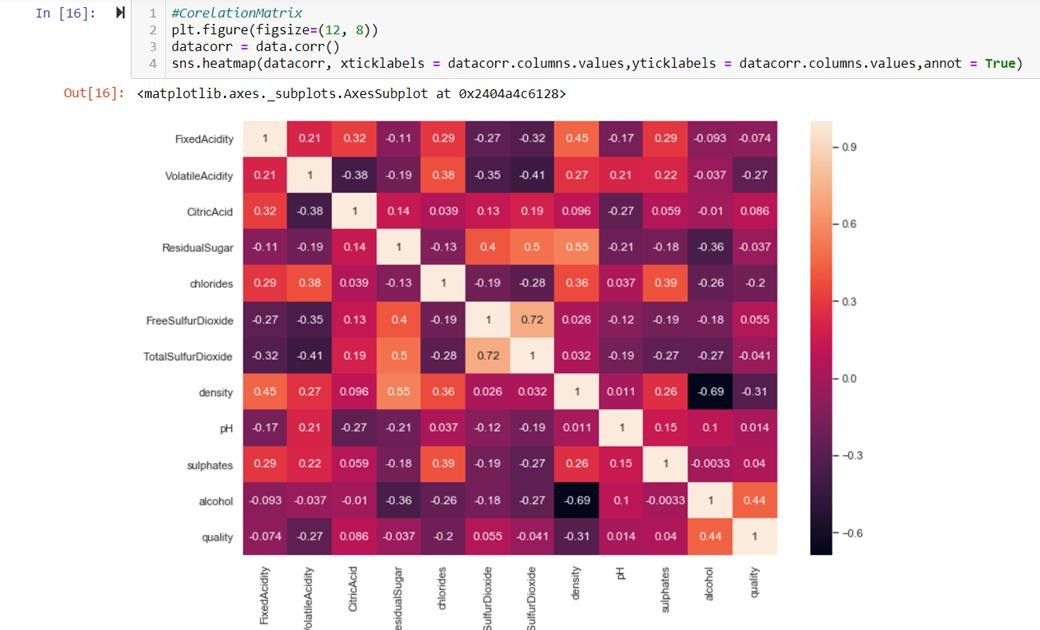 In [16]:
1 #CorelationMatrix
2 plt.figure(figsize=(12, 8))
3 datacorr = data.corr()
4 sns.heatmap(datacorr, xticklabels = datacorr.columns.values,yticklabels = datacorr.columns.values,annot = True)
Out[16]: <matplotlib.axes._subplots.AxesSubplot at 0x2404a4c6128>
FixedAcidity 1 0.21 0.32 -0.11 0.29 -0.27 -0.32 0.45 -0.17 0.29 -0.093 -0.074
VolatileAcidity 0.21 1 -0.38 -0.19 0.38 -0.35 -0.41 0.27 0.21 0.22 -0.037 -0.27
CitricAcid 0.32 -0.38 1 0.14 0.039 0.13 0.19 0.096 -0.27 0.059 -0.01 0.086
ResidualSugar -0.11 -0.19 0.14 1 -0.13 0.4 0.5 0.55 -0.21 -0.18 -0.36 -0.037
chlorides 0.29 0.38 0.039 -0.13 1 -0.19 -0.28 0.36 0.037 0.39 -0.26 -0.2
FreeSulfurDioxide -0.27 -0.35 0.13 0.4 -0.19 1 0.72 0.026 -0.12 -0.19 -0.18 0.055
TotalSulfurDioxide -0.32 -0.41 0.19 0.5 -0.28 0.72 1 0.032 -0.19 -0.27 -0.27 -0.041
density 0.45 0.27 0.096 0.55 0.36 0.026 0.032 1 0.011 0.26 -0.69 -0.31
pH -0.17 0.21 -0.27 -0.21 0.037 -0.12 -0.19 0.011 1 0.15 0.1 0.014
sulphates 0.29 0.22 0.059 -0.18 0.39 -0.19 -0.27 0.26 0.15 1 -0.0033 0.04
alcohol -0.093 -0.037 -0.01 -0.36 -0.26 -0.18 -0.27 -0.69 0.1 -0.0033 1 0.44
quality -0.074 -0.27 0.086 -0.037 -0.2 0.055 -0.041 -0.31 0.014 0.04 0.44 1
0.9
0.6
0.3
0.0
−0.3
−0.6
FixedAcidity
olatileAcidity
CitricAcid
esidualSugar
chlorides
SulfurDioxide
SulfurDioxide
density
pH
sulphates
alcohol
quality